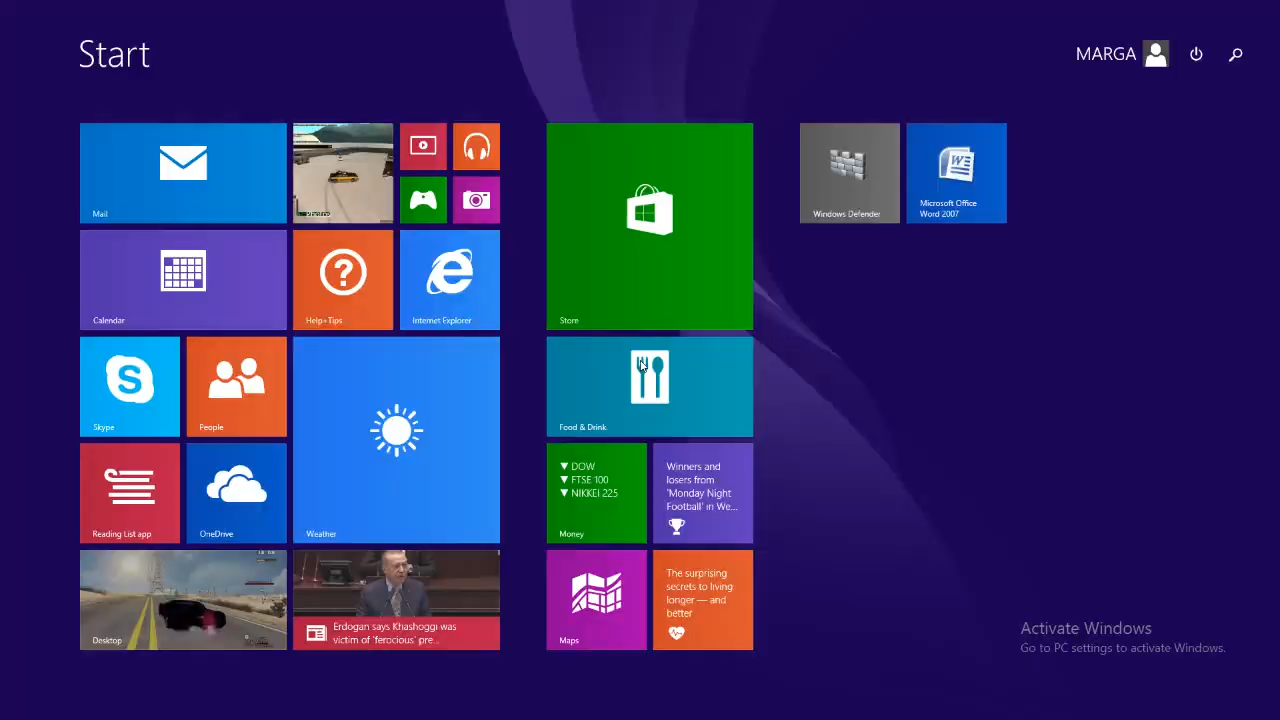 Start
MARGA
Mail
Photos
Calendar
Help+Tips
Internet Explorer
Skype
People
Weather
Reading List app
OneDrive
Desktop
Erdogan says Khashoggi was
victim of 'ferocious' pre...
Store
Food & Drink
▼ DOW
▼ FTSE 100
▼ NIKKEI 225
Money
Winners and
losers from
'Monday Night
Football' in We...
Maps
The surprising
secrets to living
longer — and
better
Windows Defender
Microsoft Office
Word 2007
Activate Windows
Go to PC settings to activate Windows.